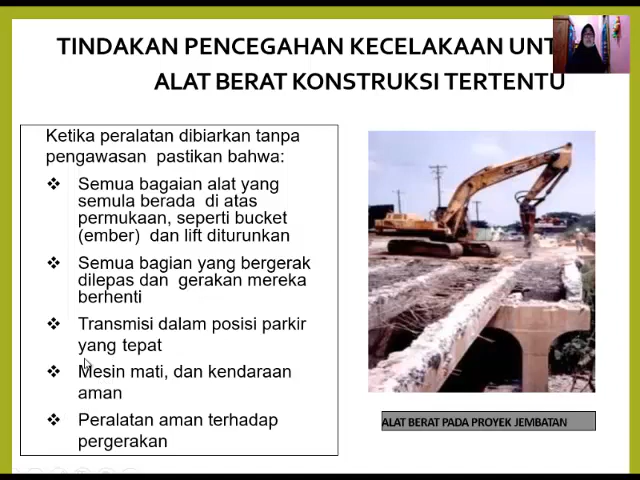 TINDAKAN PENCEGAHAN KECELAKAAN UNT
ALAT BERAT KONSTRUKSI TERTENTU
Ketika peralatan dibiarkan tanpa
pengawasan pastikan bahwa:
❖ Semua bagaian alat yang
semula berada di atas
permukaan, seperti bucket
(ember) dan lift diturunkan
❖ Semua bagian yang bergerak
dilepas dan gerakan mereka
berhenti
❖ Transmisi dalam posisi parkir
yang tepat
❖ Mesin mati, dan kendaraan
aman
❖ Peralatan aman terhadap
pergerakan
ALAT BERAT PADA PROYEK JEMBATAN